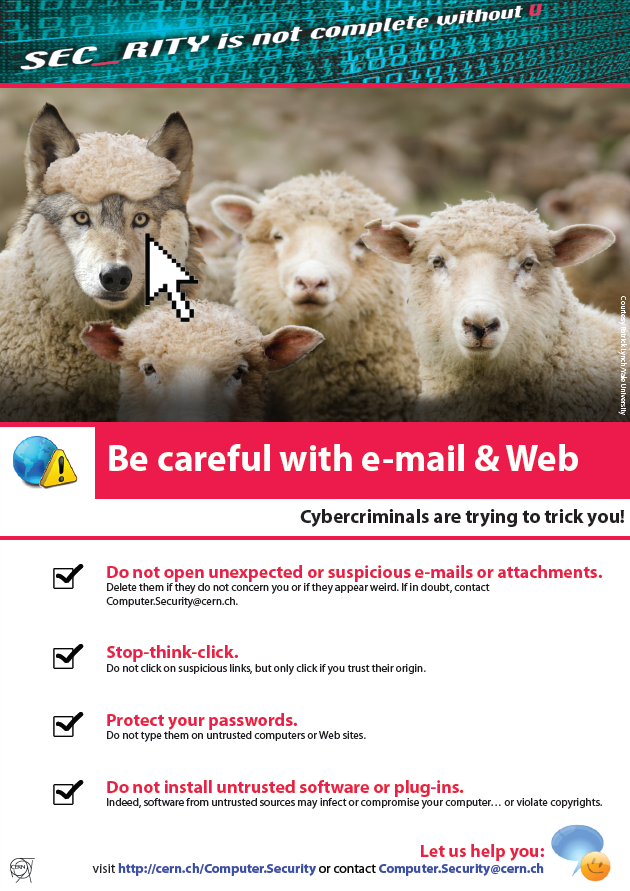 SEC_RITY is not complete without U
Courtesy Patrick Lynch/Yale University
Be careful with e-mail & Web
Cybercriminals are trying to trick you!
Do not open unexpected or suspicious e-mails or attachments.
Delete them if they do not concern you or if they appear weird. If in doubt, contact
Computer.Security@cern.ch.
Stop-think-click.
Do not click on suspicious links, but only click if you trust their origin.
Protect your passwords.
Do not type them on untrusted computers or Web sites.
Do not install untrusted software or plug-ins.
Indeed, software from untrusted sources may infect or compromise your computer… or violate copyrights.
Let us help you:
visit http://cern.ch/Computer.Security or contact Computer.Security@cern.ch
CERN